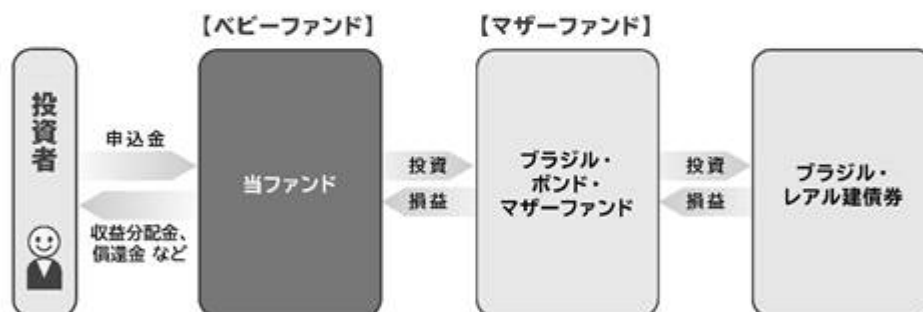 【ベビーファンド】
【マザーファンド】
投資者
申込金
収益分配金、
償還金 など
当ファンド
投資
損益
ブラジル・
ボンド・
マザーファンド
投資
損益
ブラジル・
レアル建債券